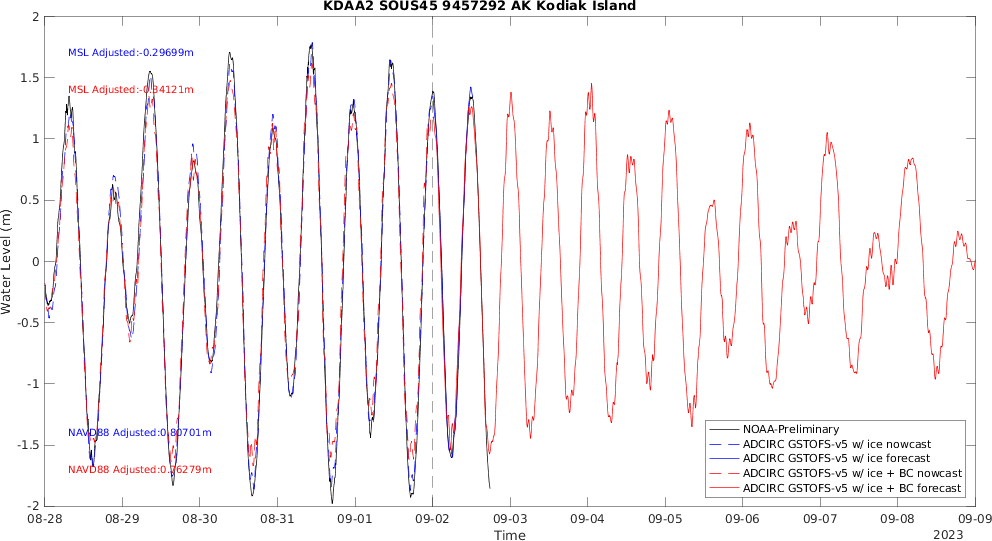 KDAA2 SOUS45 9457292 AK Kodiak Island
MSL Adjusted:-0.29699m
MSL Adjusted:-0.34121m
NAVD88 Adjusted:0.80701m
NAVD88 Adjusted:0.76279m
Water Level (m)
2
1.5
1
0.5
0
-0.5
-1
-1.5
-2
NOAA-Preliminary
ADCIRC GSTOFS-v5 w/ ice nowcast
ADCIRC GSTOFS-v5 w/ ice forecast
ADCIRC GSTOFS-v5 w/ ice + BC nowcast
ADCIRC GSTOFS-v5 w/ ice + BC forecast
08-28 08-29 08-30 08-31 09-01 09-02 09-03 09-04 09-05 09-06 09-07 09-08 09-09
Time
2023